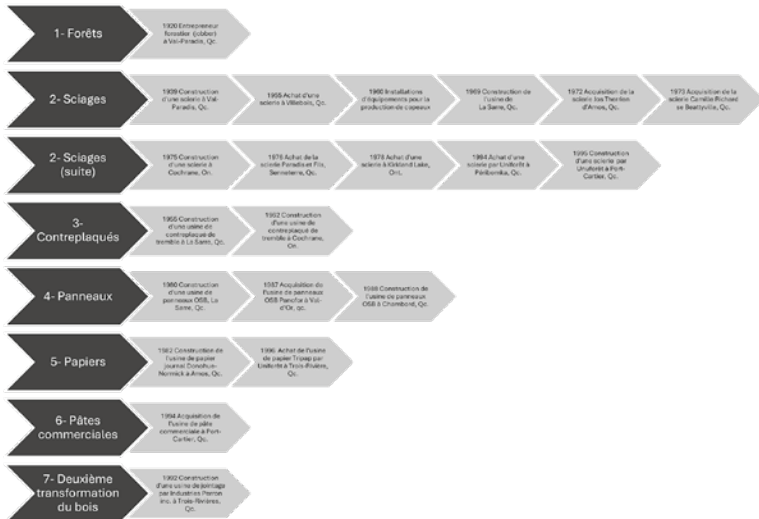 1- Forêts
1920 Entrepreneur
forestier (jobber)
à Val-Paradis, Qc.
2- Sciages
1939 Construction
d'une scierie à Val-
Paradis, Qc.
1955 Achat d'une
scierie à Villebois, Qc.
1966 Installations
d'équipements pour la
production de copeaux
1969 Construction de
l'usine de
La Sarre, Qc.
1972 Acquisition de la
scierie Jos Therrien
d'Amos, Qc.
1973 Acquisition de la
scierie Camille Richard
se Beattyville, Qc.
2- Sciages
(suite)
1975 Construction
d'une scierie à
Cochrane, On.
1976 Achat de la
scierie Paradis et Fils,
Senneterre, Qc.
1978 Achat d'une
scierie à Kirkland Lake,
Ont.
1984 Achat d'une
scierie par Uniforêt à
Péribonka, Qc.
1995 Construction
d'une scierie par
Uniforêt à Port-
Cartier, Qc.
3-
Contreplaqués
1955 Construction
d'une usine de
contreplaqué de
tremble à La Sarre, Qc.
1962 Construction
d'une usine de
contreplaqué de
tremble à Cochrane,
On.
4- Panneaux
1980 Construction
d'une usine de
panneaux OSB, La
Sarre, Qc.
1987 Acquisition de
l'usine de panneaux
OSB Panofor à Val-
d'Or, qc.
1988 Construction de
l'usine de panneaux
OSB à Chambord, Qc.
5- Papiers
1982 Construction de
l'usine de papier
journal Donohue-
Normick à Amos, Qc.
1996 Achat de l'usine
de papier Tripap par
Uniforêt à Trois-Rivière,
Qc.
6- Pâtes
commerciales
1994 Acquisition de
l'usine de pâte
commerciale à Port-
Cartier, Qc.
7- Deuxième
transformation
du bois
1992 Construction
d'une usine de jointage
par Industries Perron
inc. à Trois-Rivières,
Qc.